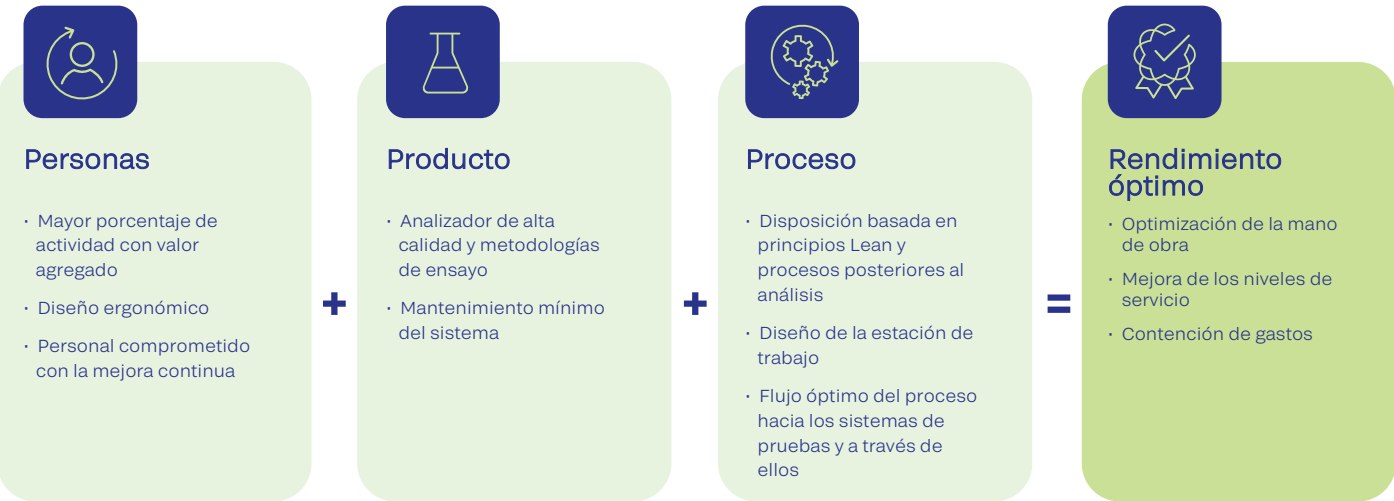 Personas
· Mayor porcentaje de
actividad con valor
agregado
· Diseño ergonómico
· Personal comprometido
con la mejora continua
+
Producto
· Analizador de alta
calidad y metodologías
de ensayo
· Mantenimiento mínimo
del sistema
+
Proceso
· Disposición basada en
principios Lean y
procesos posteriores al
análisis
· Diseño de la estación de
trabajo
· Flujo óptimo del proceso
hacia los sistemas de
pruebas y a través de
ellos
=
Rendimiento
óptimo
· Optimización de la mano
de obra
· Mejora de los niveles de
servicio
· Contención de gastos